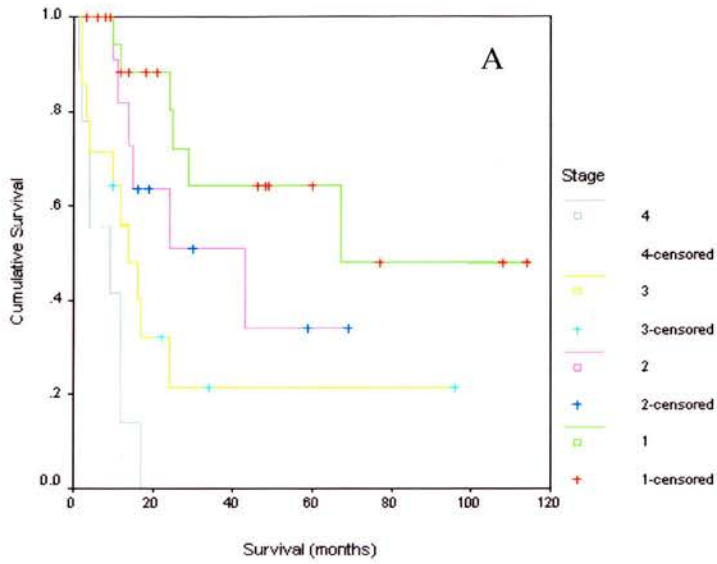 A
1.0
.8
.6
.4
.2
0.0
Cumulative Survival
0 20 40 60 80 100 120
Survival (months)
Stage
4
4-censored
3
3-censored
2
2-censored
1
1-censored